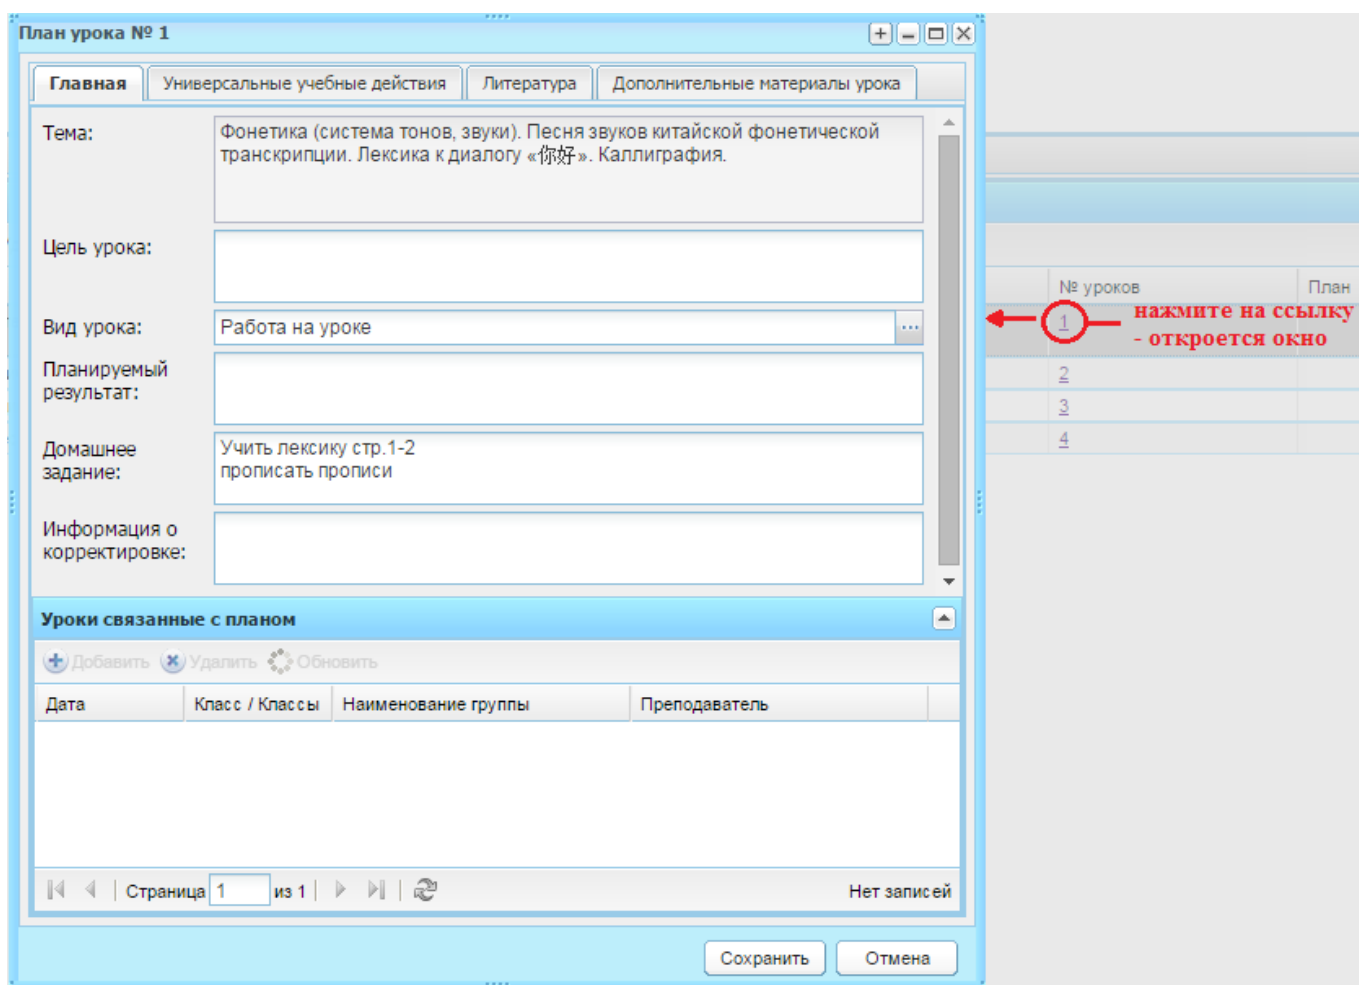 План урока № 1
Главная
Универсальные учебные действия
Литература
Дополнительные материалы урока
Тема:
Фонетика (система тонов, звуки). Песня звуков китайской фонетической
транскрипции. Лексика к диалогу «你好». Каллиграфия.
Цель урока:
Вид урока:
Работа на уроке
...
Планируемый
результат:
Домашнее
задание:
Учить лексику стр.1-2
прописать прописи
Информация о
корректировке:
Уроки связанные с планом
Добавить Удалить Обновить
Дата Класс / Классы Наименование группы Преподаватель
Страница 1 из 1
Нет записей
Сохранить Отмена
№ уроков План
1
нажмите на ссылку
- откроется окно
2
3
4